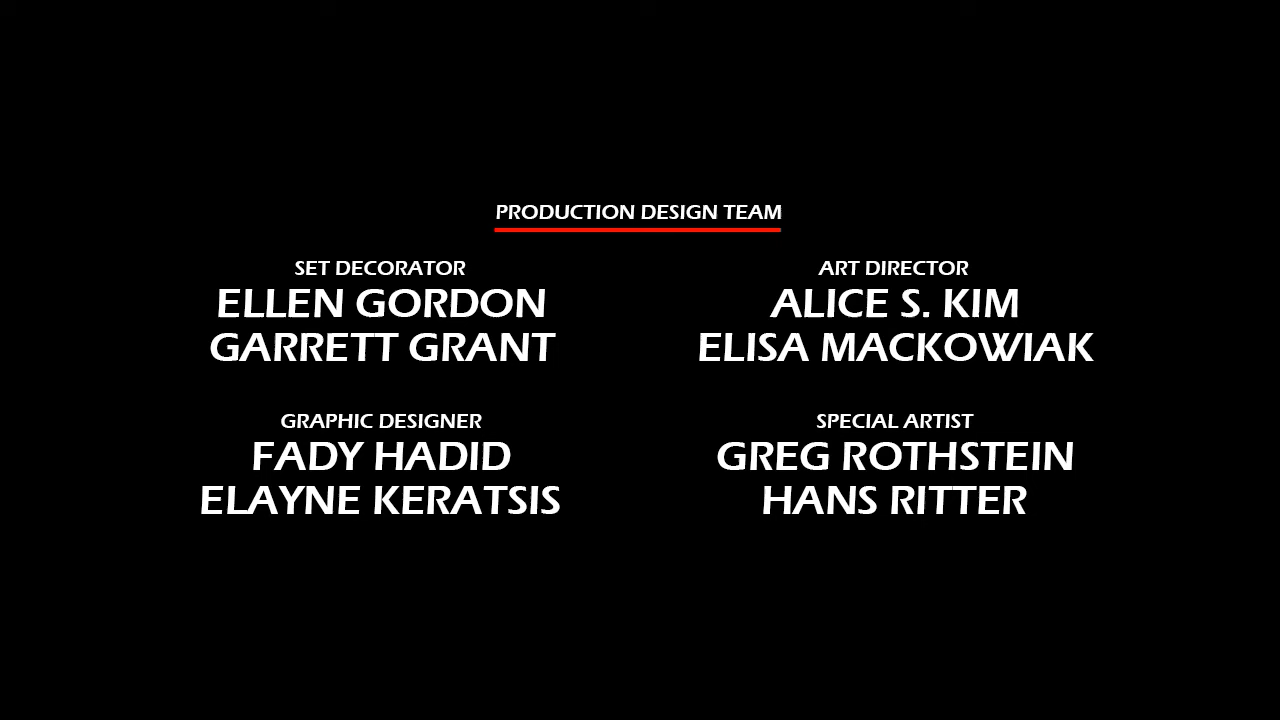 PRODUCTION DESIGN TEAM
SET DECORATOR
ELLEN GORDON
GARRETT GRANT
ART DIRECTOR
ALICE S. KIM
ELISA MACKOWIAK
GRAPHIC DESIGNER
FADY HADID
ELAYNE KERATSIS
SPECIAL ARTIST
GREG ROTHSTEIN
HANS RITTER